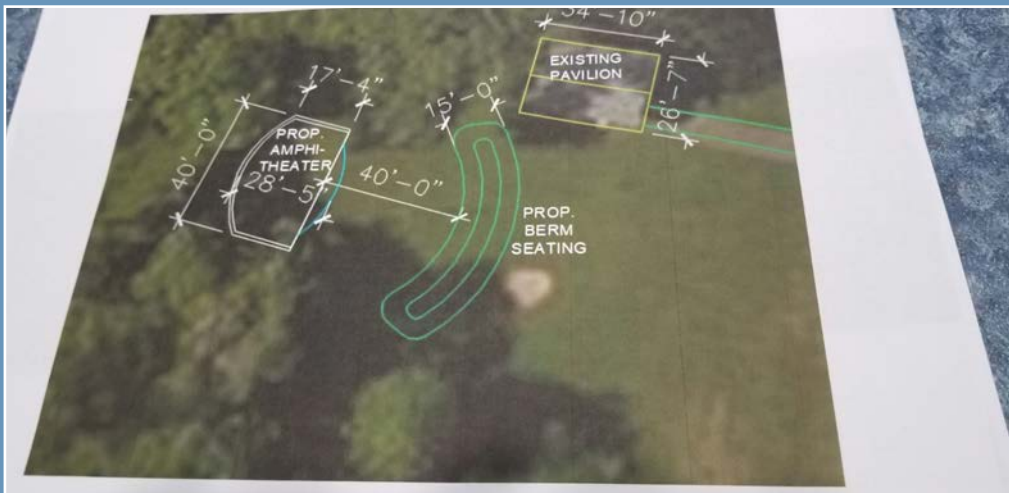 34'-10"
EXISTING
PAVILION
26'-7"
17'-4"
15'-0"
40'-0"
PROP.
AMPHI-
THEATER
28'-5"
40'-0"
PROP.
BERM
SEATING